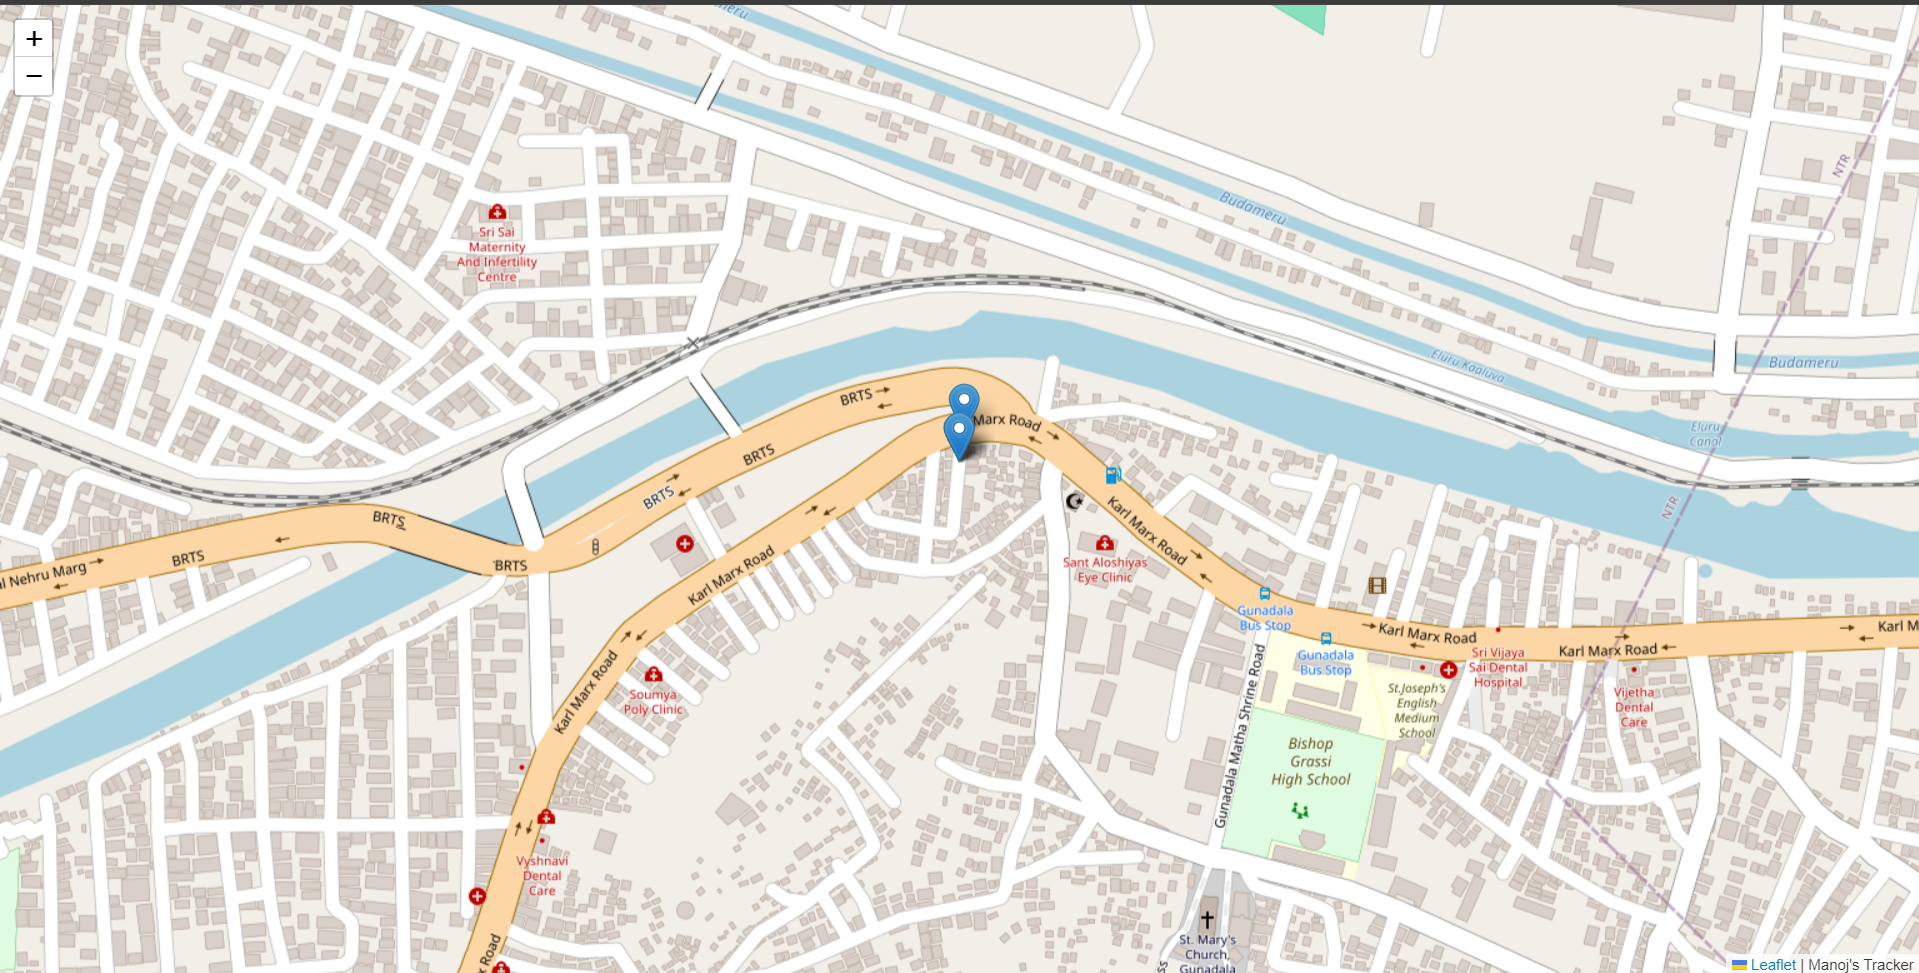 +
−
meru
Budameru
NTR
Sri Sai
Maternity
And Infertility
Centre
Eluru Kaaluva
Budameru
BRTS
Marx Road
Eluru
Canal
BRTS
BRTS
NTR
BRTS
BRTS
BRTS
al Nehru Marg
Karl Marx Road
Karl Marx Road
Sant Aloshiyas
Eye Clinic
Gunadala
Bus Stop
Karl Marx Road
Karl M
Karl Marx Road
Gunadala
Bus Stop
Sri Vijaya
Sai Dental
Hospital
Karl Marx Road
Soumya
Poly Clinic
St.Joseph's
English
Medium
School
Vijetha
Dental
Care
Gunadala Matha Shrine Road
Bishop
Grassi
High School
Vyshnavi
Dental
Care
x Road
St. Mary's
Church,
Gunadala
ss
Leaflet | Manoj's Tracker